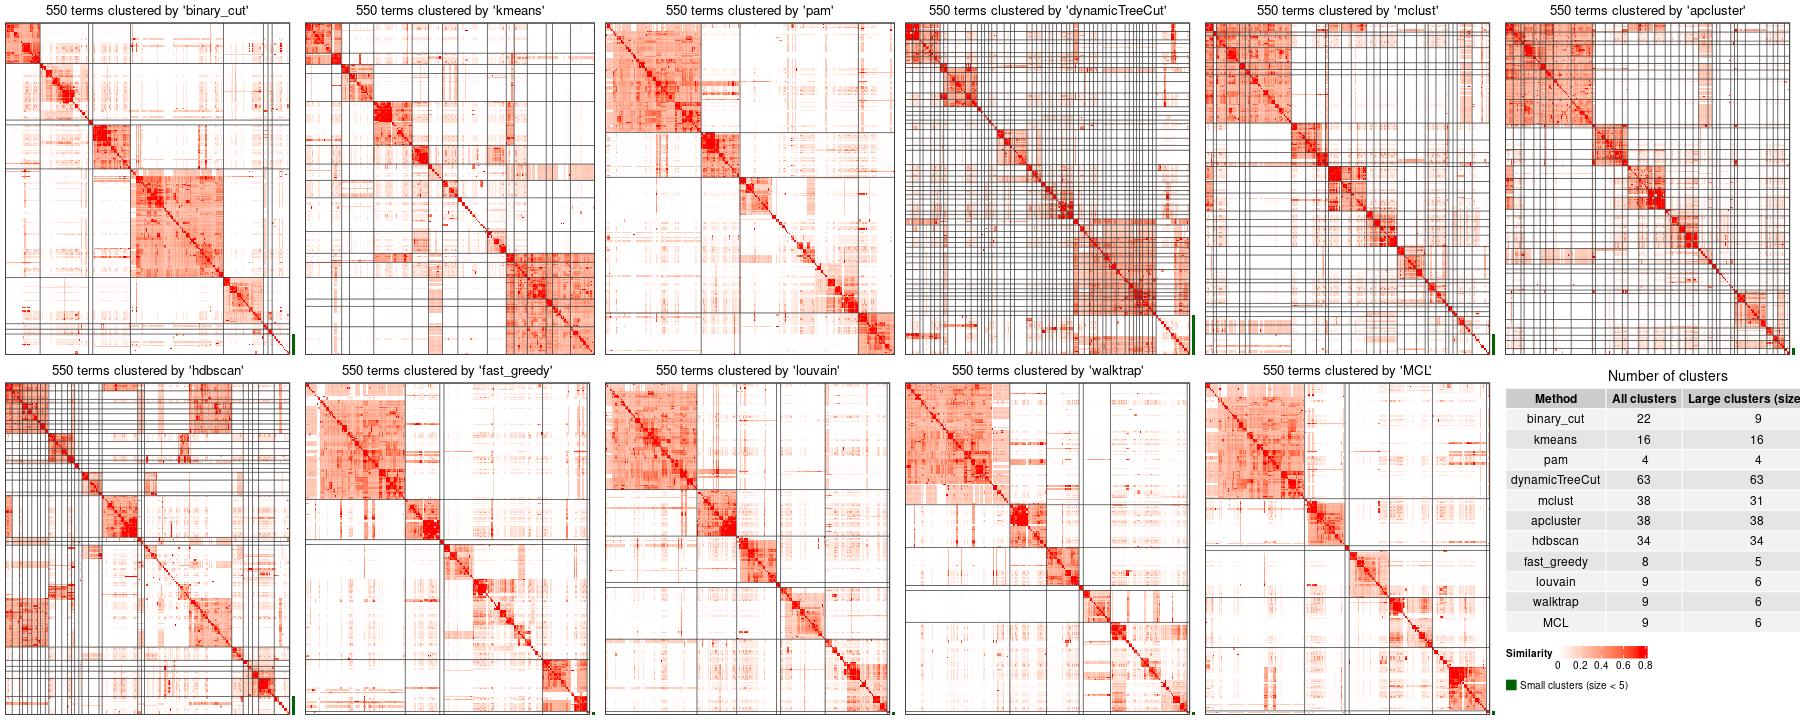 550 terms clustered by 'binary_cut'
550 terms clustered by 'kmeans'
550 terms clustered by 'pam'
550 terms clustered by 'dynamicTreeCut'
550 terms clustered by 'mclust'
550 terms clustered by 'apcluster'
550 terms clustered by 'hdbscan'
550 terms clustered by 'fast_greedy'
550 terms clustered by 'louvain'
550 terms clustered by 'walktrap'
550 terms clustered by 'MCL'
Number of clusters
Method All clusters Large clusters (size
binary_cut 22 9
kmeans 16 16
pam 4 4
dynamicTreeCut 63 63
mclust 38 31
apcluster 38 38
hdbscan 34 34
fast_greedy 8 5
louvain 9 6
walktrap 9 6
MCL 9 6
Similarity
0 0.2 0.4 0.6 0.8
Small clusters (size < 5)